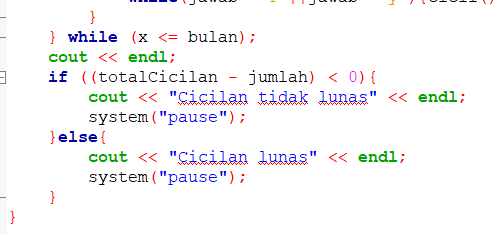 }
} while (x <= bulan);
cout << endl;
if ((totalCicilan - jumlah) < 0){
cout << "Cicilan tidak lunas" << endl;
system("pause");
}else{
cout << "Cicilan lunas" << endl;
system("pause");
}
}